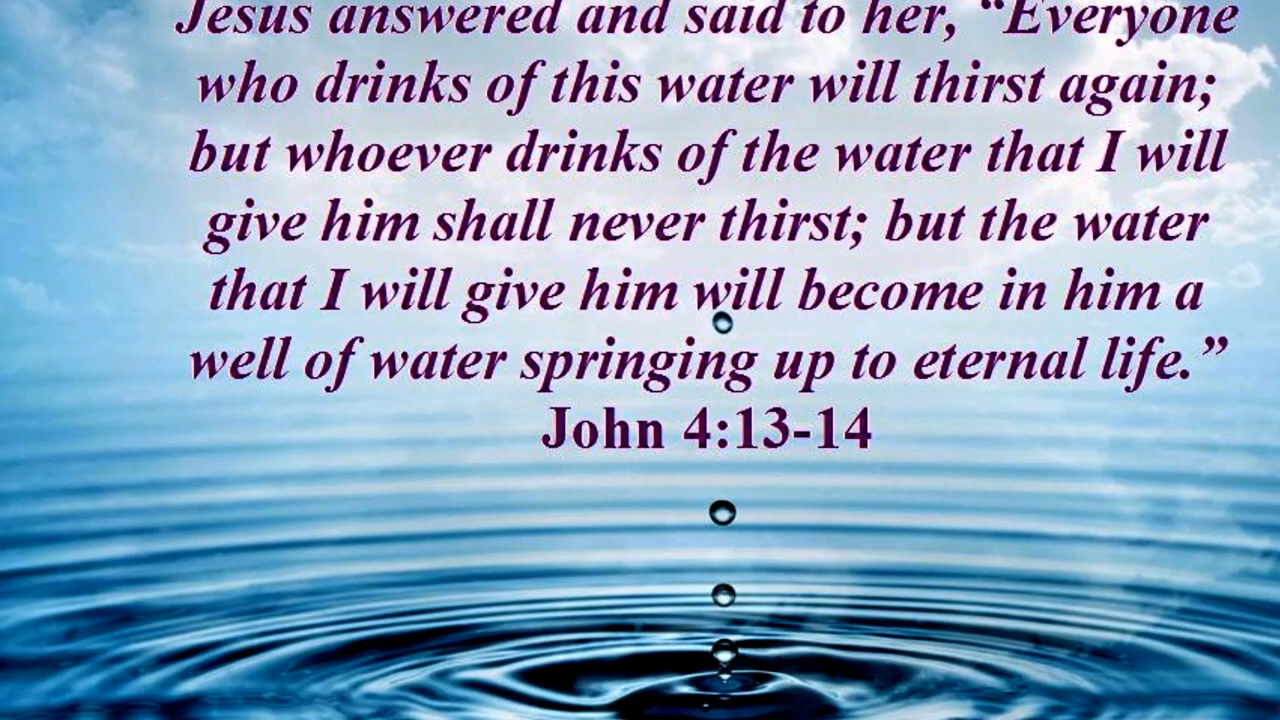 Jesus answered and said to her, “Everyone
who drinks of this water will thirst again;
but whoever drinks of the water that I will
give him shall never thirst; but the water
that I will give him will become in him a
well of water springing up to eternal life.”
John 4:13-14